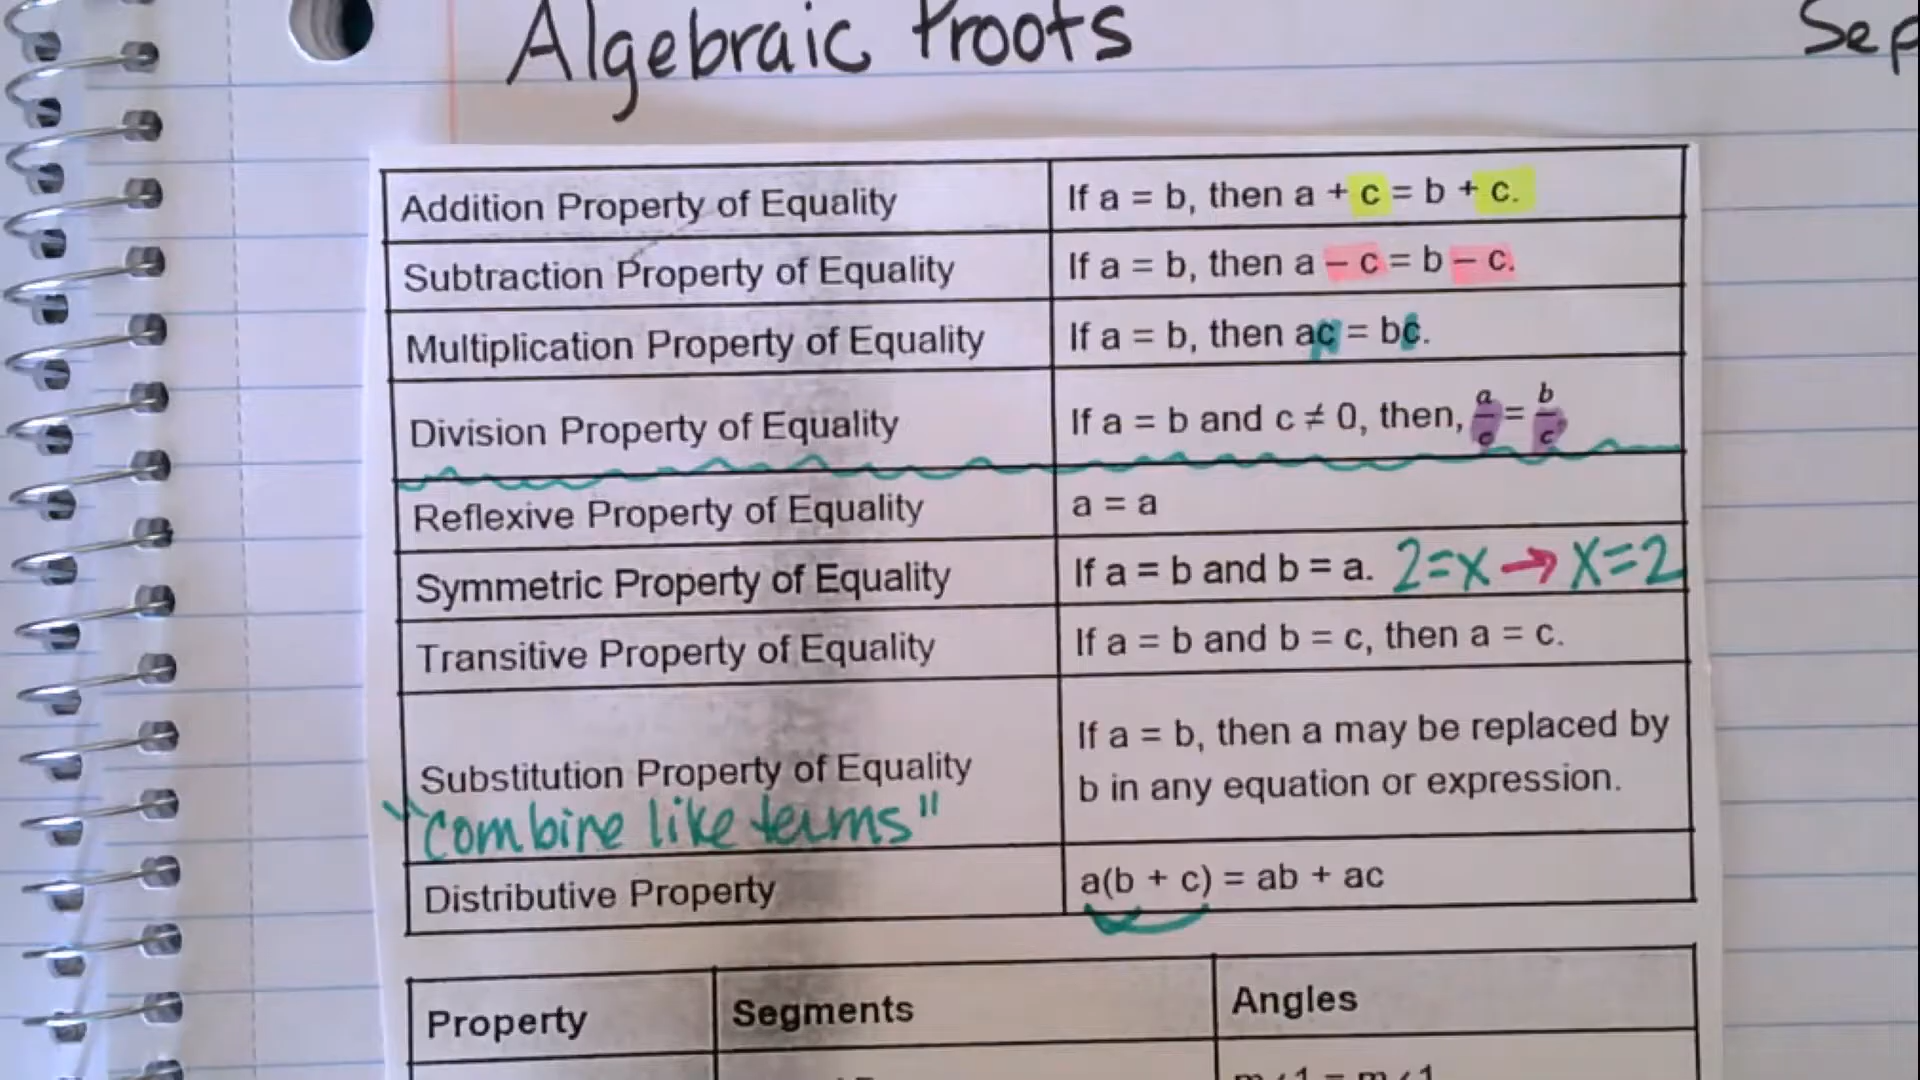 Algebraic Proofs
Sep
Addition Property of Equality
If a = b, then a + c = b + c.
Subtraction Property of Equality
If a = b, then a – c = b – c.
Multiplication Property of Equality
If a = b, then ac = bc.
Division Property of Equality
If a = b and c ≠ 0, then, a/c = b/c.
Reflexive Property of Equality
a = a
Symmetric Property of Equality
If a = b and b = a. 2=x → x=2
Transitive Property of Equality
If a = b and b = c, then a = c.
Substitution Property of Equality
"combine like terms"
If a = b, then a may be replaced by
b in any equation or expression.
Distributive Property
a(b + c) = ab + ac
Property
Segments
Angles
m∠1 = m∠1